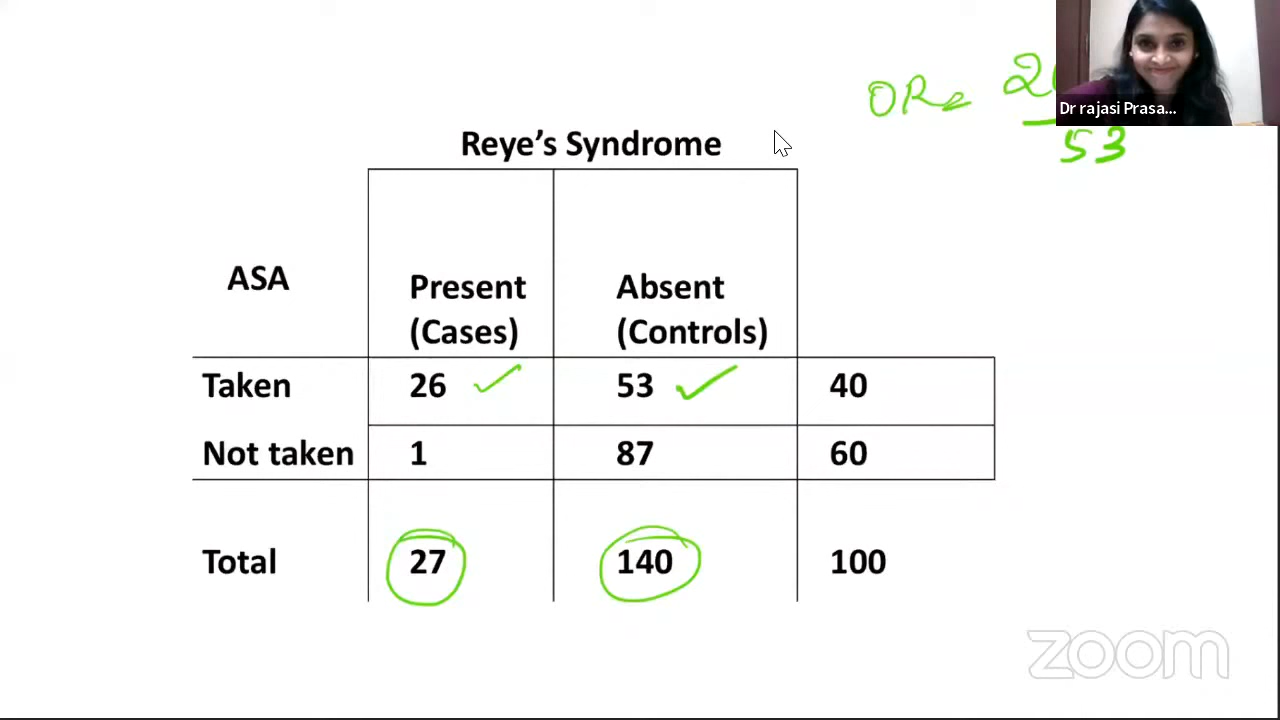 OR=
53
Dr rajasi Prasa...
Reye's Syndrome
ASA
Present
(Cases)
Absent
(Controls)
Taken 26 53 40
Not taken 1 87 60
Total 27 140 100
zoom